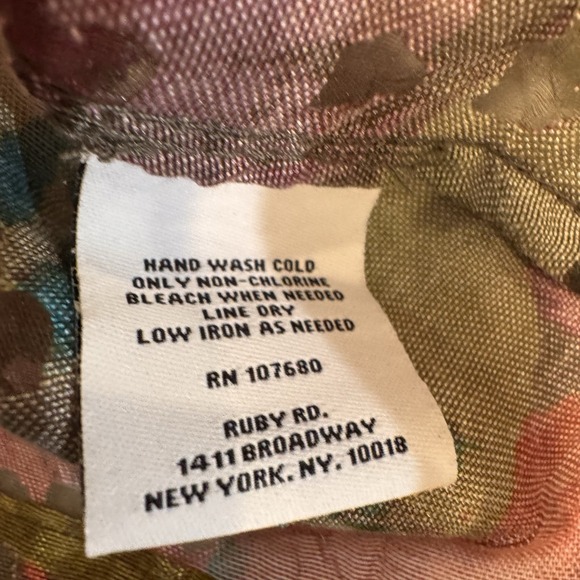 HAND WASH COLD
ONLY NON-CHLORINE
BLEACH WHEN NEEDED
LINE DRY
LOW IRON AS NEEDED
RN 107680
RUBY RD.
1411 BROADWAY
NEW YORK. NY. 10018